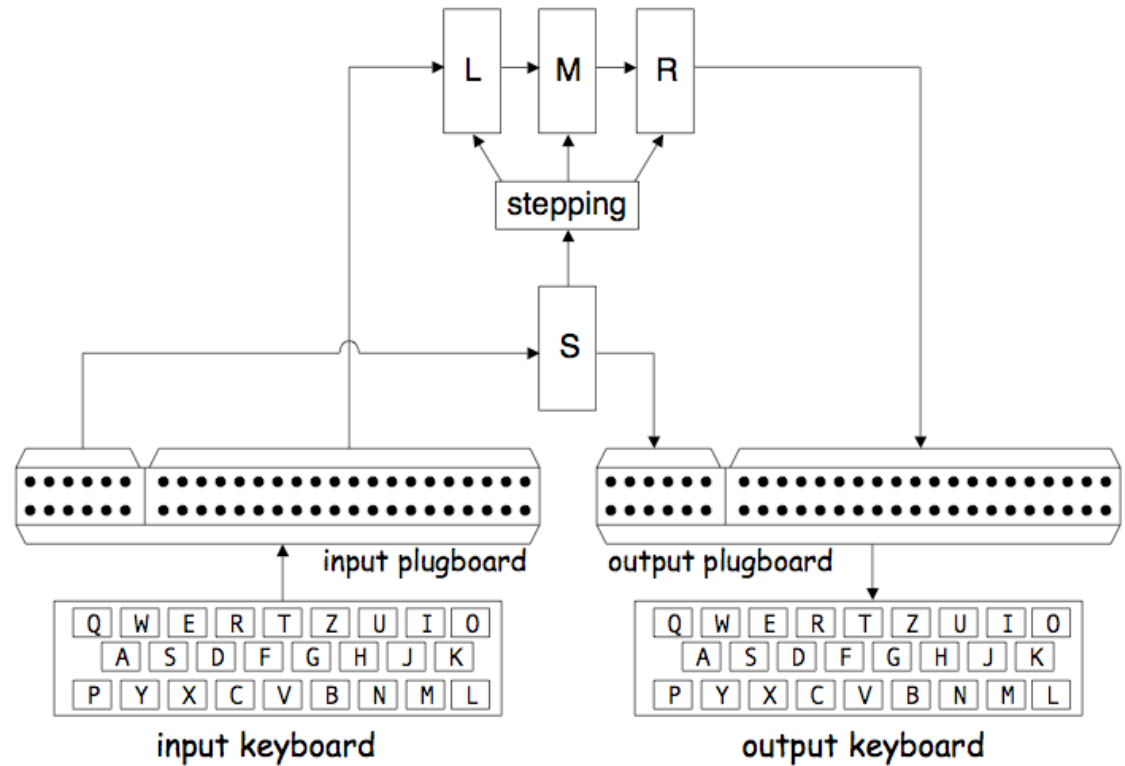 L M R
stepping
S
input plugboard output plugboard
Q W E R T Z U I O Q W E R T Z U I O
A S D F G H J K A S D F G H J K
P Y X C V B N M L P Y X C V B N M L
input keyboard output keyboard